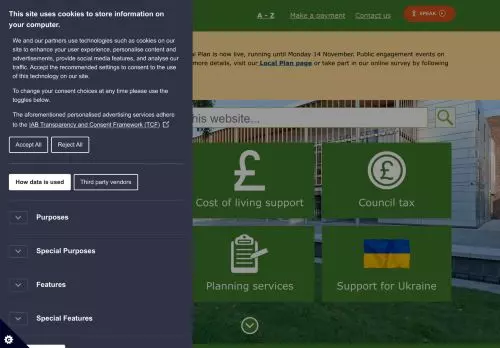 This site uses cookies to store information on
your computer.
We and our partners use technologies such as cookies on our
site to enhance your user experience, personalise content and
advertisements, provide social media features, and analyse our
traffic. Accept the recommended settings to consent to the use
of this technology on our site.
To change your consent choices at any time please use the
toggles below.
The aforementioned personalised advertising services adhere
to the IAB Transparency and Consent Framework (TCF)
Accept All
Reject All
How data is used
Third party vendors
Purposes
Special Purposes
Features
Special Features
A - Z
Make a payment
Contact us
SPEAK
al Plan is now live, running until Monday 14 November. Public engagement events on
more details, visit our Local Plan page or take part in our online survey by following
his website...
Cost of living support
Council tax
Planning services
Support for Ukraine